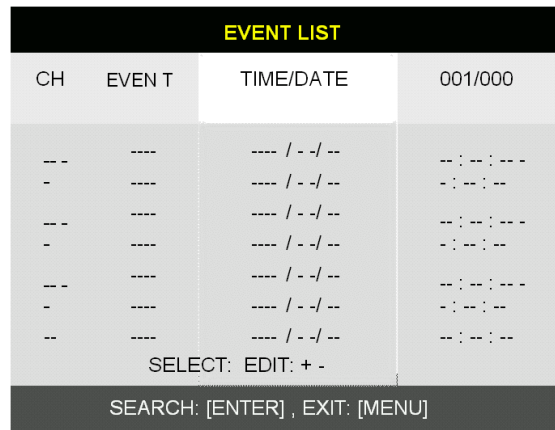 EVENT LIST
CH EVEN T TIME/DATE 001/000
-- - ---- ---- / - -/ -- -- : -- : -- -
- ---- ---- / - -/ -- - : -- : --
-- - ---- ---- / - -/ -- -- : -- : -- -
- ---- ---- / - -/ -- - : -- : --
-- - ---- ---- / - -/ -- -- : -- : -- -
- ---- ---- / - -/ -- - : -- : --
-- ---- ---- / - -/ -- -- : -- : --
SELECT: EDIT: + -
SEARCH: [ENTER] , EXIT: [MENU]